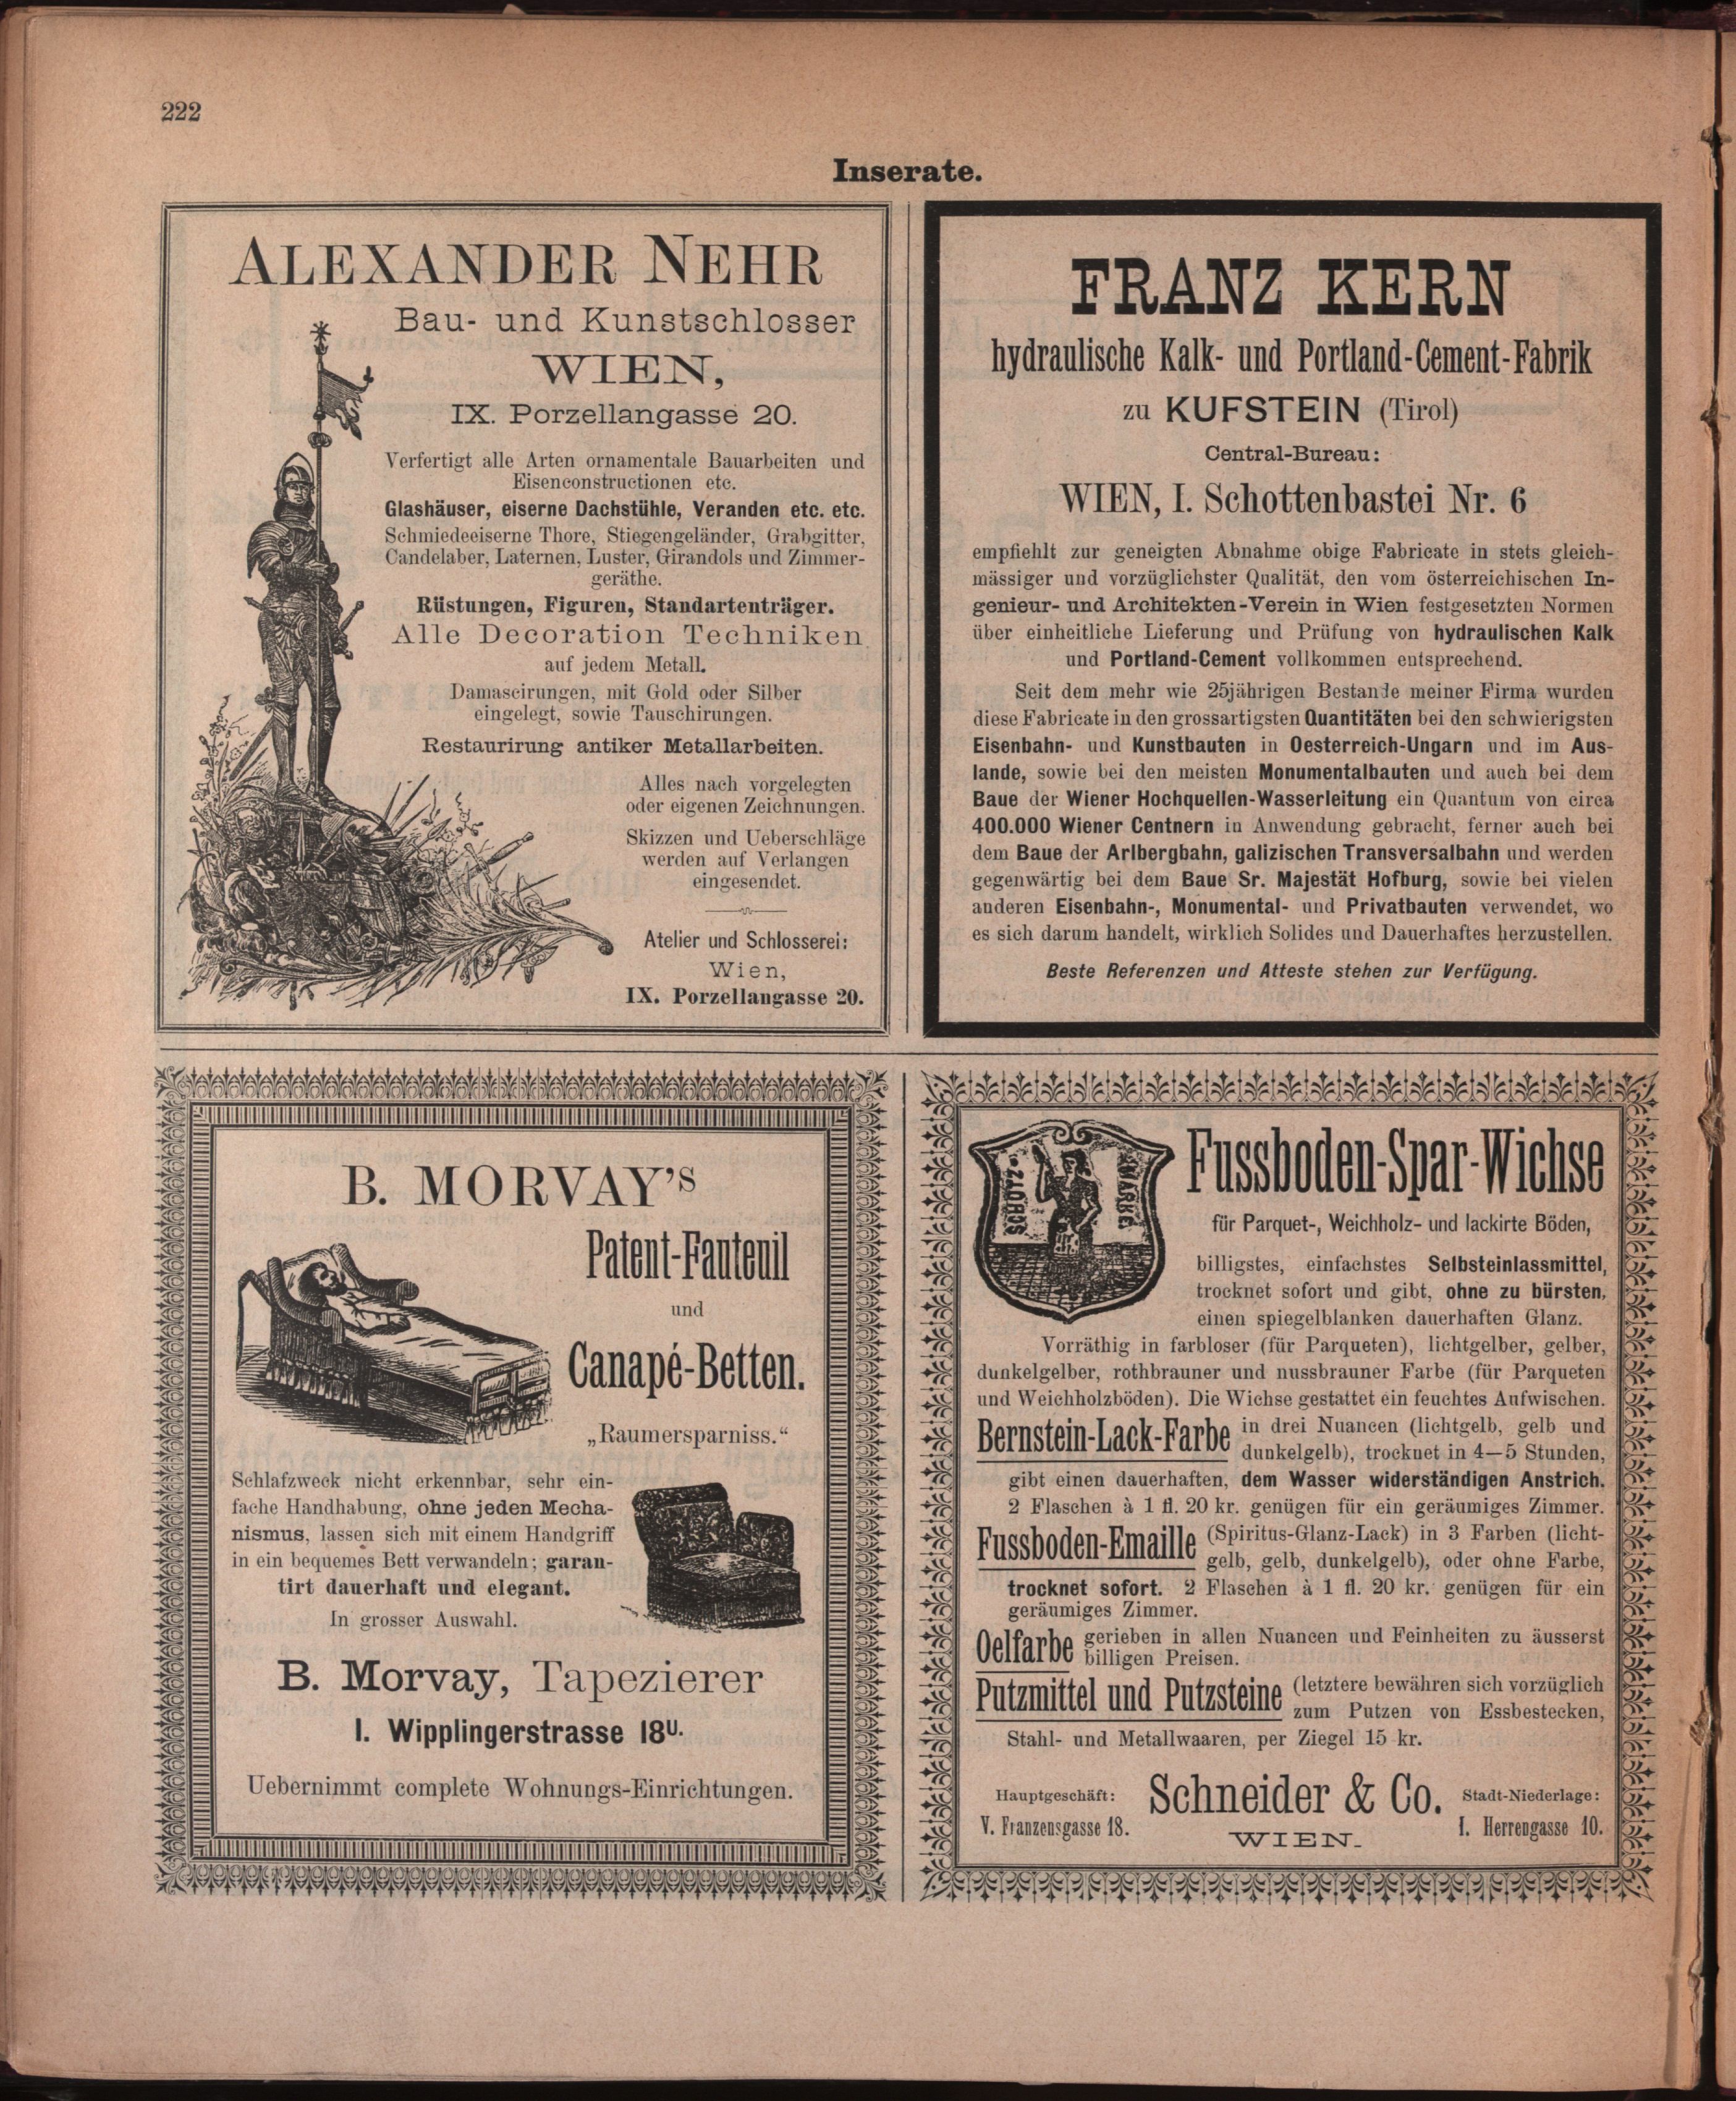 222
Inserate.
ALEXANDER NEHR
Bau- und Kunstschlosser
WIEN,
IX. Porzellangasse 20.
Verfertigt alle Arten ornamentale Bauarbeiten und
Eisenconstructionen etc.
Glashäuser, eiserne Dachstühle, Veranden etc. etc.
Schmiedeeiserne Thore, Stiegengeländer, Grabgitter,
Candelaber, Laternen, Luster, Girandols und Zimmer-
geräthe.
Rüstungen, Figuren, Standartenträger.
Alle Decoration Techniken
auf jedem Metall.
Damascirungen, mit Gold oder Silber
eingelegt, sowie Tauschirungen.
Restaurirung antiker Metallarbeiten.
Alles nach vorgelegten
oder eigenen Zeichnungen.
Skizzen und Ueberschläge
werden auf Verlangen
eingesendet.
Atelier und Schlosserei:
Wien,
IX. Porzellangasse 20.
FRANZ KERN
hydraulische Kalk- und Portland-Cement-Fabrik
zu KUFSTEIN (Tirol)
Central-Bureau:
WIEN, I. Schottenbastei Nr. 6
empfiehlt zur geneigten Abnahme obige Fabricate in stets gleich-
mässiger und vorzüglichster Qualität, den vom österreichischen In-
genieur- und Architekten-Verein in Wien festgesetzten Normen
über einheitliche Lieferung und Prüfung von hydraulischen Kalk
und Portland-Cement vollkommen entsprechend.
Seit dem mehr wie 25jährigen Bestande meiner Firma wurden
diese Fabricate in den grossartigsten Quantitäten bei den schwierigsten
Eisenbahn- und Kunstbauten in Oesterreich-Ungarn und im Aus-
lande, sowie bei den meisten Monumentalbauten und auch bei dem
Baue der Wiener Hochquellen-Wasserleitung ein Quantum von circa
400.000 Wiener Centnern in Anwendung gebracht, ferner auch bei
dem Baue der Arlbergbahn, galizischen Transversalbahn und werden
gegenwärtig bei dem Baue Sr. Majestät Hofburg, sowie bei vielen
anderen Eisenbahn-, Monumental- und Privatbauten verwendet, wo
es sich darum handelt, wirklich Solides und Dauerhaftes herzustellen.
Beste Referenzen und Atteste stehen zur Verfügung.
B. MORVAY'S
Patent-Fauteuil
und
Canapé-Betten.
„Raumersparniss.“
Schlafzweck nicht erkennbar, sehr ein-
fache Handhabung, ohne jeden Mecha-
nismus, lassen sich mit einem Handgriff
in ein bequemes Bett verwandeln; garan-
tirt dauerhaft und elegant.
In grosser Auswahl.
B. Morvay, Tapezierer
I. Wipplingerstrasse 18U.
Uebernimmt complete Wohnungs-Einrichtungen.
SCHUTZ-
MARKE
Fussboden-Spar-Wichse
für Parquet-, Weichholz- und lackirte Böden,
billigstes, einfachstes Selbsteinlassmittel,
trocknet sofort und gibt, ohne zu bürsten,
einen spiegelblanken dauerhaften Glanz.
Vorräthig in farbloser (für Parqueten), lichtgelber, gelber,
dunkelgelber, rothbrauner und nussbrauner Farbe (für Parqueten
und Weichholzböden). Die Wichse gestattet ein feuchtes Aufwischen.
Bernstein-Lack-Farbe in drei Nuancen (lichtgelb, gelb und
dunkelgelb), trocknet in 4—5 Stunden,
gibt einen dauerhaften, dem Wasser widerständigen Anstrich.
2 Flaschen à 1 fl. 20 kr. genügen für ein geräumiges Zimmer.
Fussboden-Emaille (Spiritus-Glanz-Lack) in 3 Farben (licht-
gelb, gelb, dunkelgelb), oder ohne Farbe,
trocknet sofort. 2 Flaschen à 1 fl. 20 kr. genügen für ein
geräumiges Zimmer.
Oelfarbe gerieben in allen Nuancen und Feinheiten zu äusserst
billigen Preisen.
Putzmittel und Putzsteine (letztere bewähren sich vorzüglich
zum Putzen von Essbestecken,
Stahl- und Metallwaaren, per Ziegel 15 kr.
Hauptgeschäft:
V. Franzensgasse 18.
Schneider & Co.
WIEN.
Stadt-Niederlage:
I. Herrengasse 10.